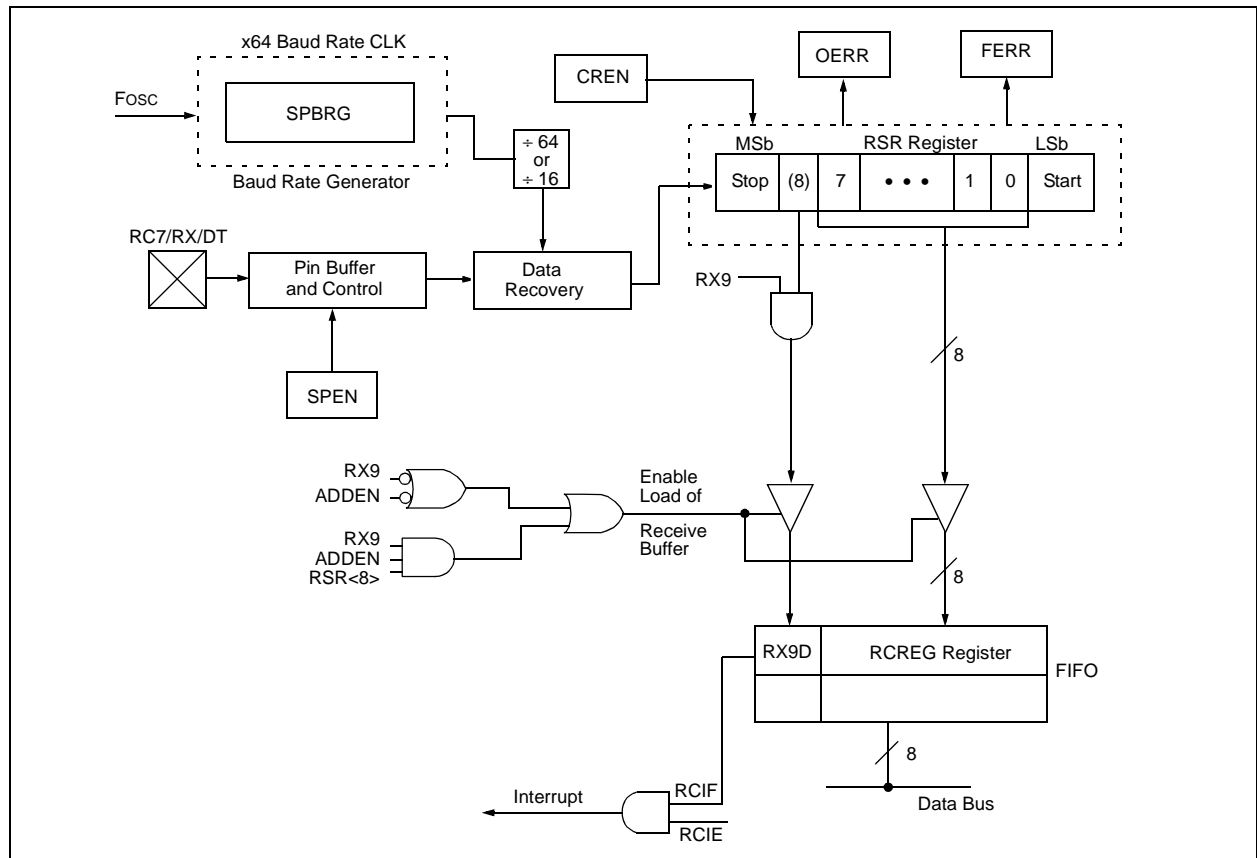 x64 Baud Rate CLK
FOSC
SPBRG
Baud Rate Generator
÷ 64
or
÷ 16
CREN
OERR
FERR
MSb
RSR Register
LSb
Stop
(8)
7
• • •
1
0
Start
RC7/RX/DT
Pin Buffer
and Control
Data
Recovery
SPEN
RX9
8
RX9
ADDEN
RX9
ADDEN
RSR<8>
Enable
Load of
Receive
Buffer
8
RX9D
RCREG Register
FIFO
8
Data Bus
Interrupt
RCIF
RCIE